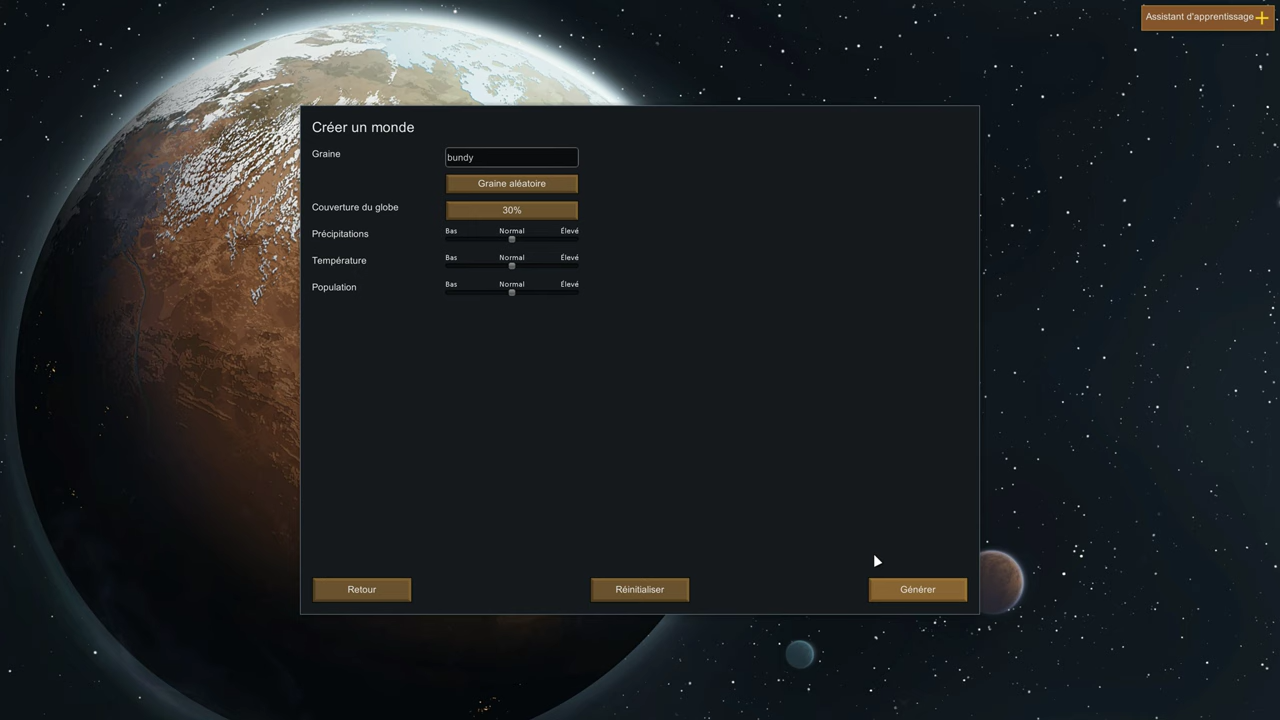 Assistant d'apprentissage
Créer un monde
Graine
bundy
Graine aléatoire
Couverture du globe
30%
Précipitations
Bas Normal Élevé
Température
Bas Normal Élevé
Population
Bas Normal Élevé
Retour
Réinitialiser
Générer